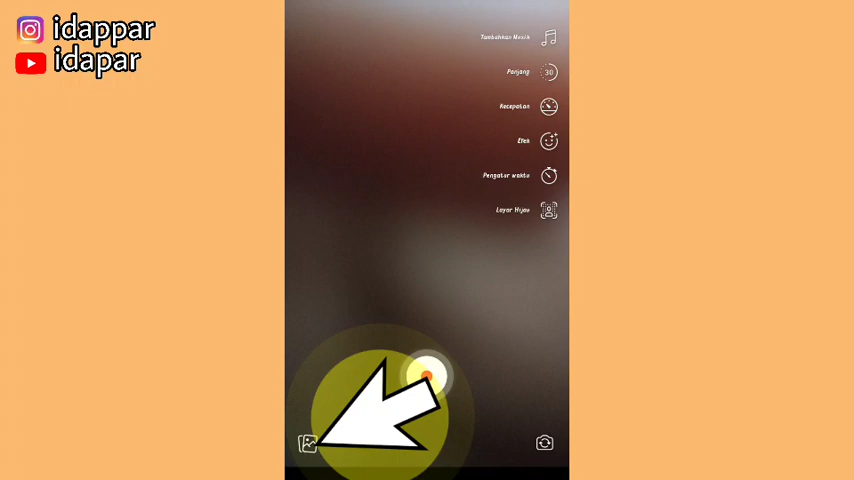 idappar
idapar
Tambahkan Musik
Panjang
30
Kecepatan
Efek
Pengatur waktu
Layar Hijau